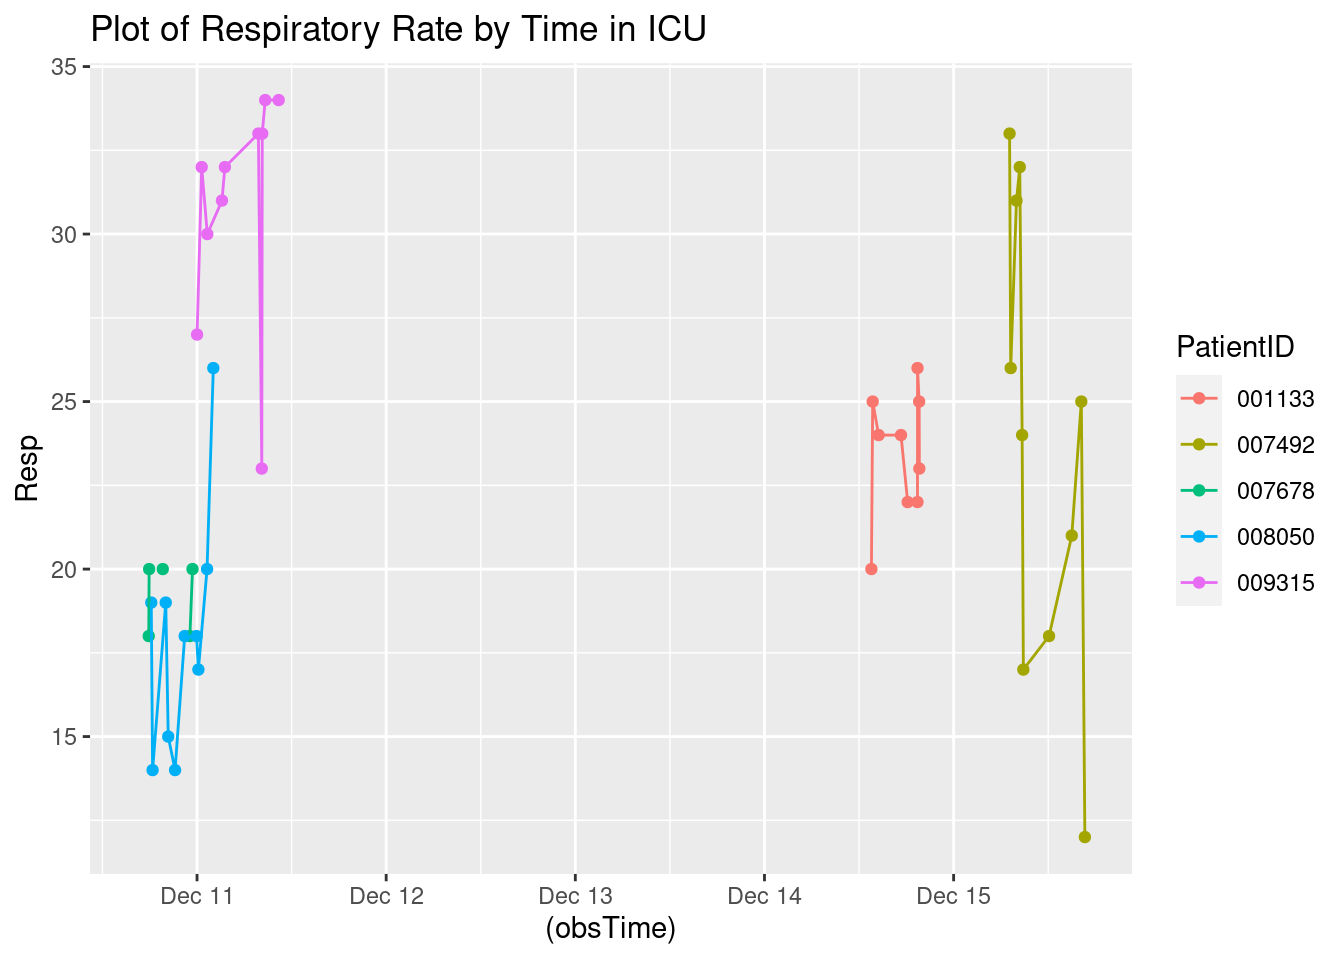 Plot of Respiratory Rate by Time in ICU
35
30
25
20
15
Resp
Dec 11 Dec 12 Dec 13 Dec 14 Dec 15
(obsTime)
PatientID
001133
007492
007678
008050
009315